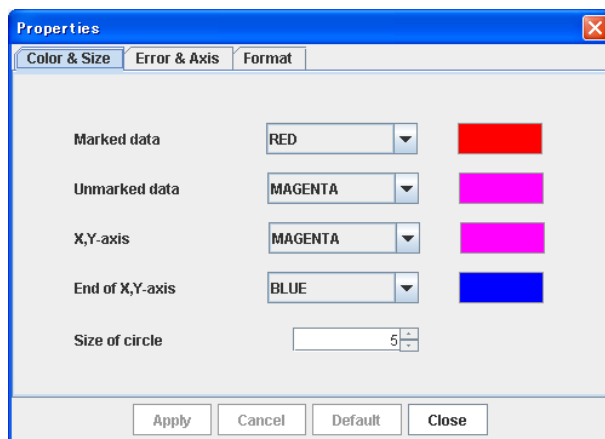 Properties
Color & Size Error & Axis Format
Marked data RED
Unmarked data MAGENTA
X,Y-axis MAGENTA
End of X,Y-axis BLUE
Size of circle 5
Apply Cancel Default Close